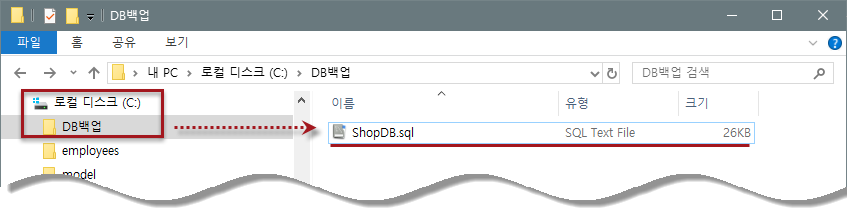 DB백업
파일 홈 공유 보기
내 PC > 로컬 디스크 (C:) > DB백업
DB백업 검색
로컬 디스크 (C:)
DB백업
employees
model
이름 유형 크기
ShopDB.sql SQL Text File 26KB